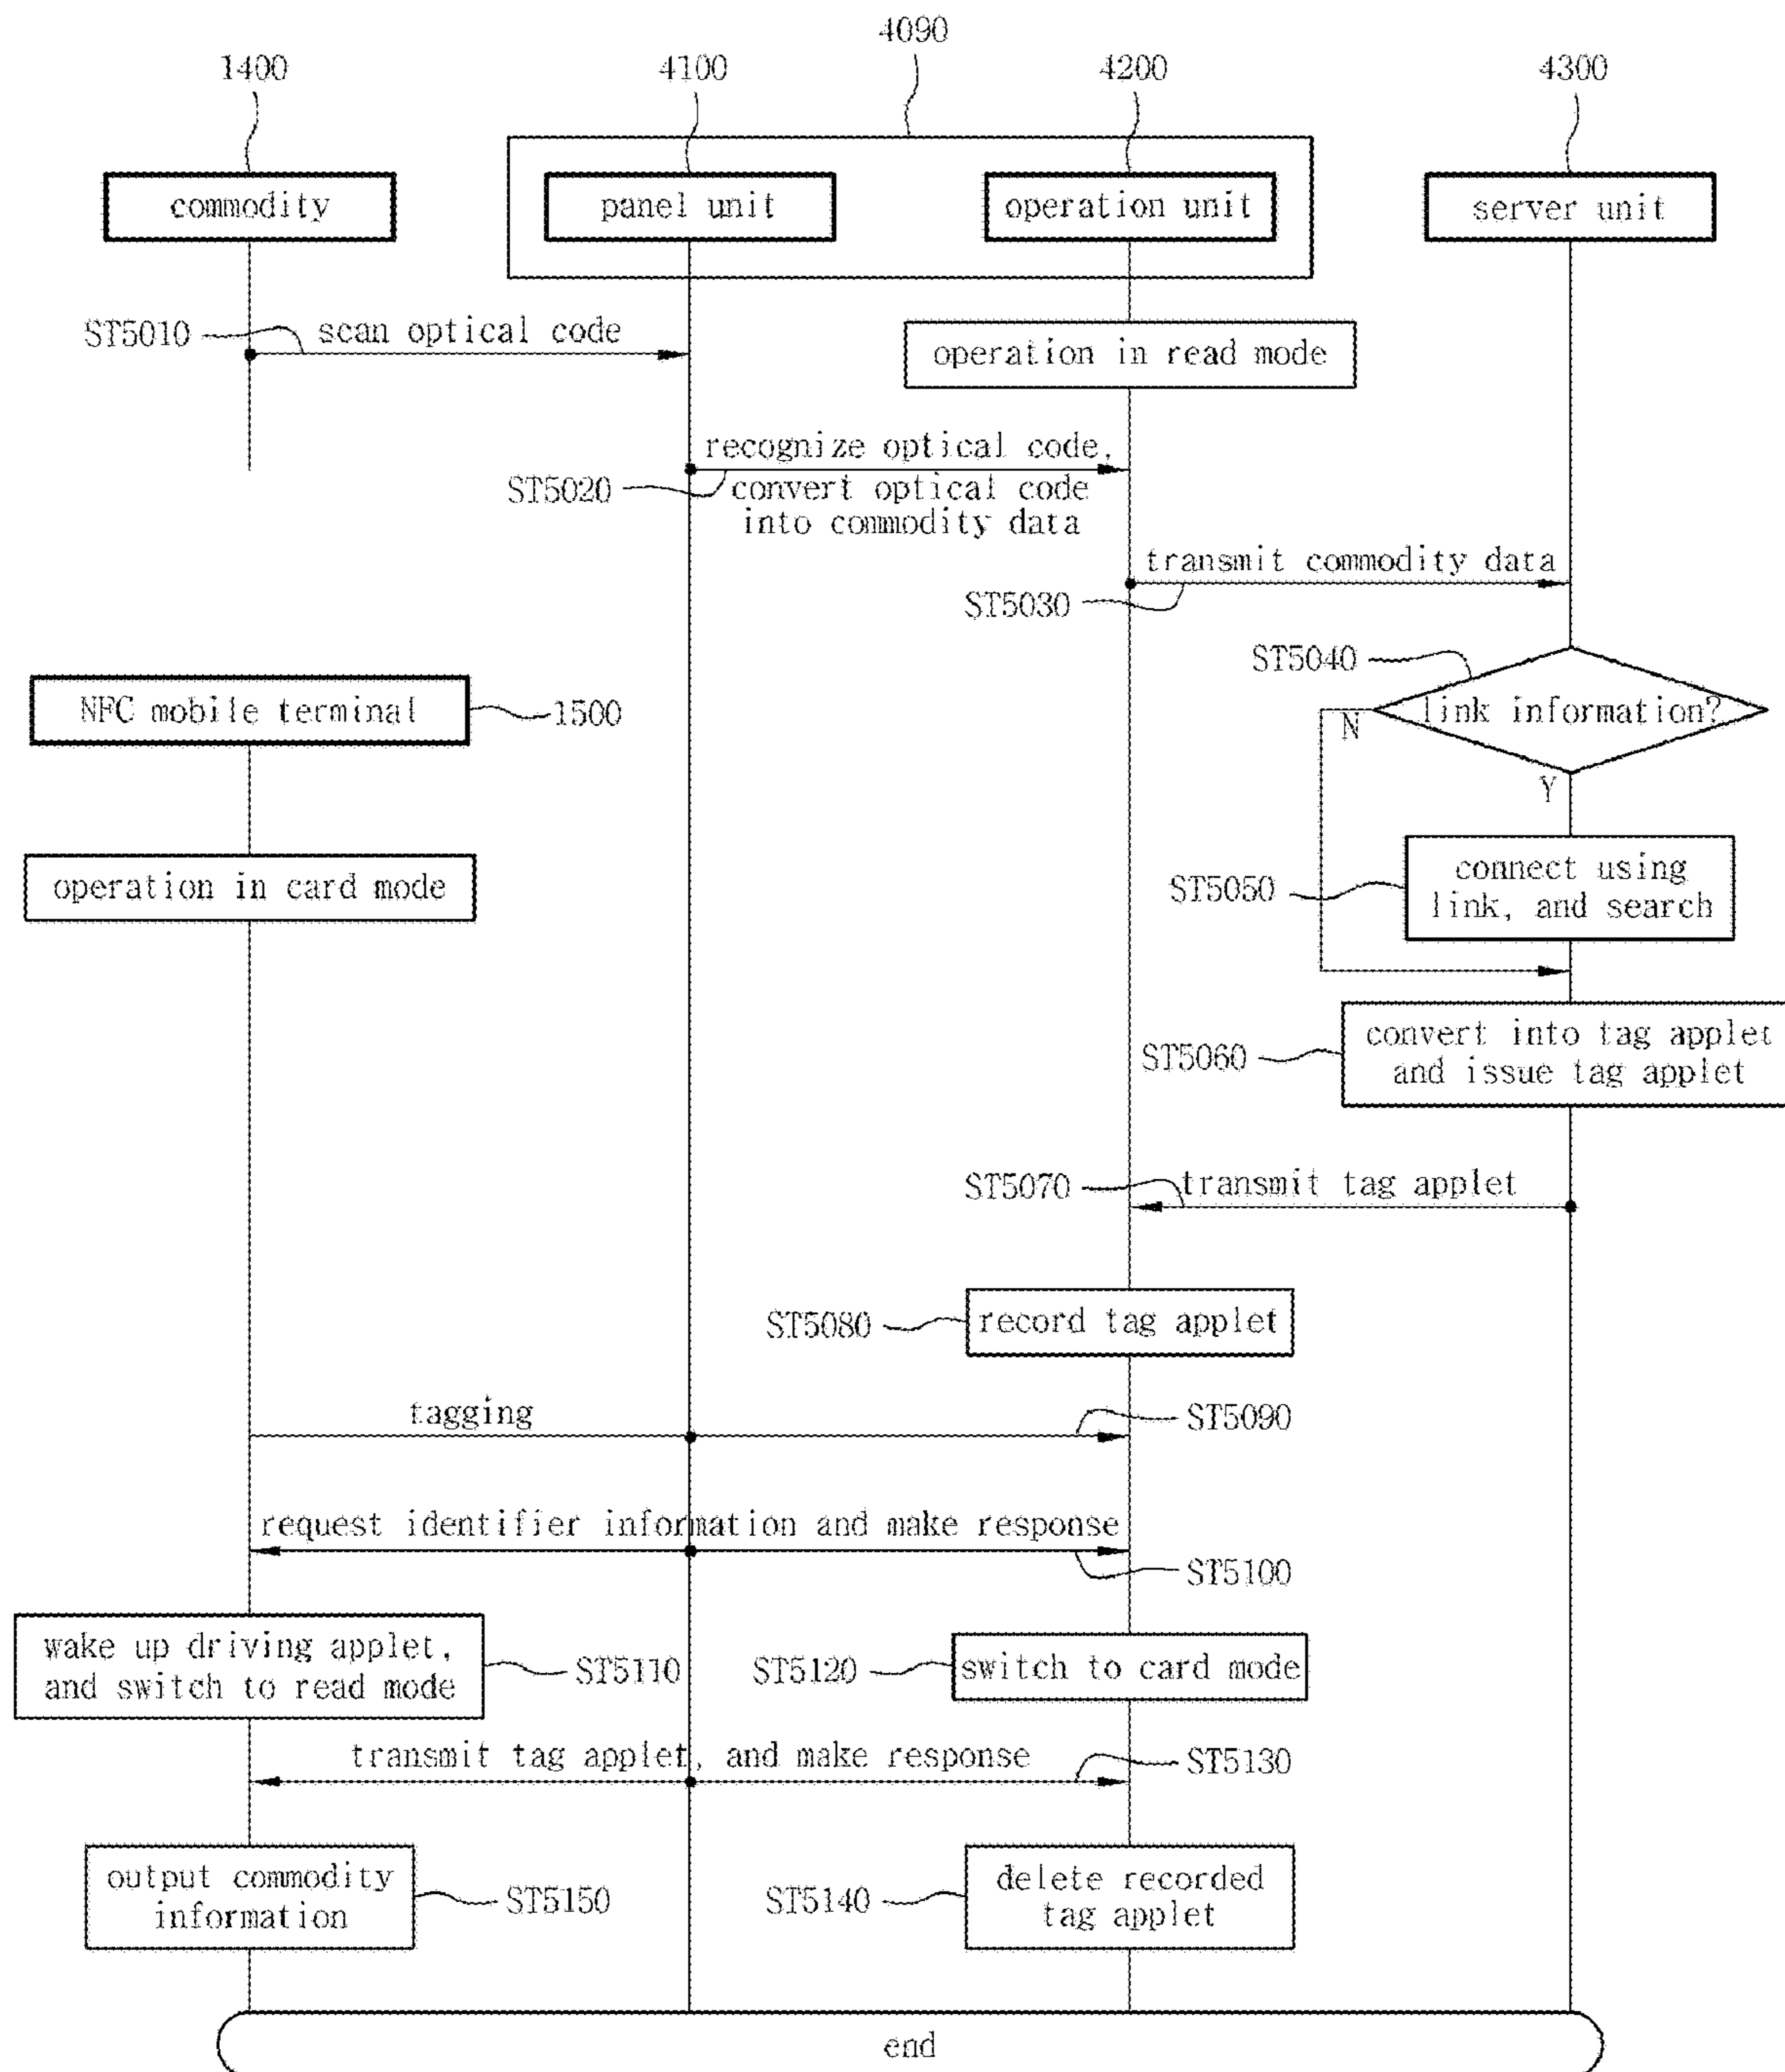 4090
1400
4100
4200
4300
commodity
panel unit
operation unit
server unit
ST5010
scan optical code
operation in read mode
recognize optical code,
ST5020
convert optical code
into commodity data
transmit commodity data
ST5030
ST5040
NFC mobile terminal
1500
link information?
N
Y
operation in card mode
ST5050
connect using
link, and search
ST5060
convert into tag applet
and issue tag applet
ST5070
transmit tag applet
ST5080
record tag applet
tagging
ST5090
request identifier information and make response
ST5100
wake up driving applet,
and switch to read mode
ST5110
ST5120
switch to card mode
transmit tag applet, and make response
ST5130
output commodity
information
ST5150
ST5140
delete recorded
tag applet
end